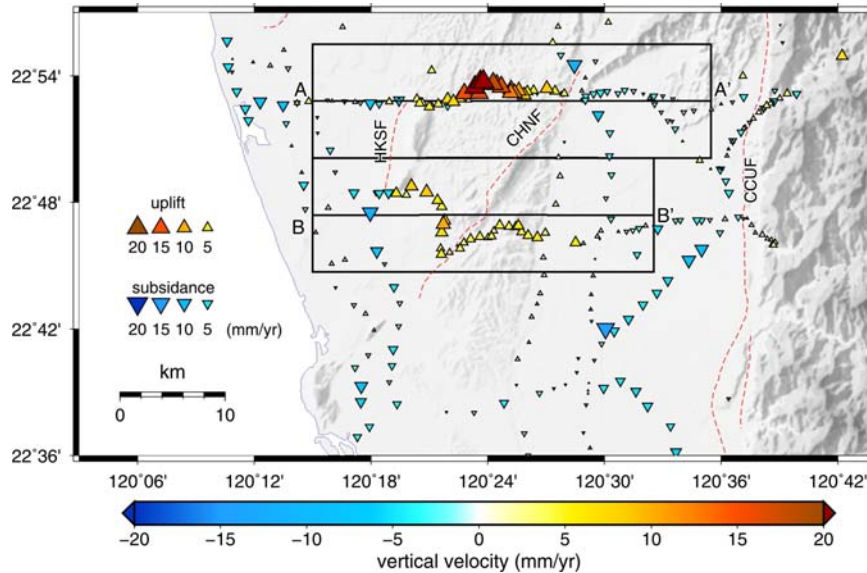 22°54'
22°48'
22°42'
22°36'
A
A'
B
B'
HKSF
CHNF
CCUF
uplift
20 15 10 5
subsidance
20 15 10 5 (mm/yr)
km
0 10
120°06' 120°12' 120°18' 120°24' 120°30' 120°36' 120°42'
−20 −15 −10 −5 0 5 10 15 20
vertical velocity (mm/yr)